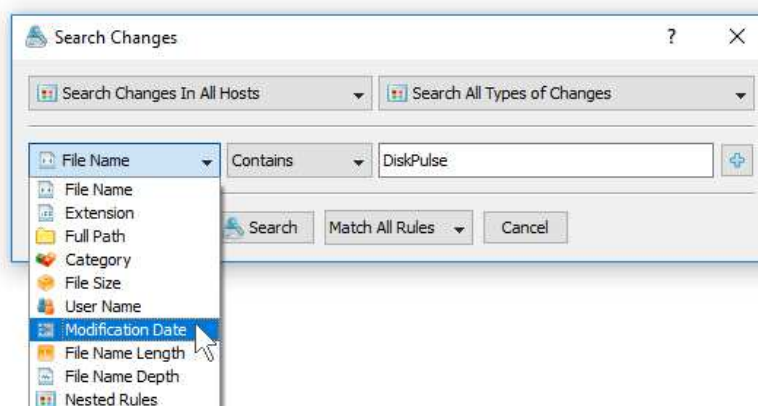 Search Changes
?
Search Changes In All Hosts
Search All Types of Changes
File Name
Contains
DiskPulse
File Name
Extension
Full Path
Search
Match All Rules
Cancel
Category
File Size
User Name
Modification Date
File Name Length
File Name Depth
Nested Rules